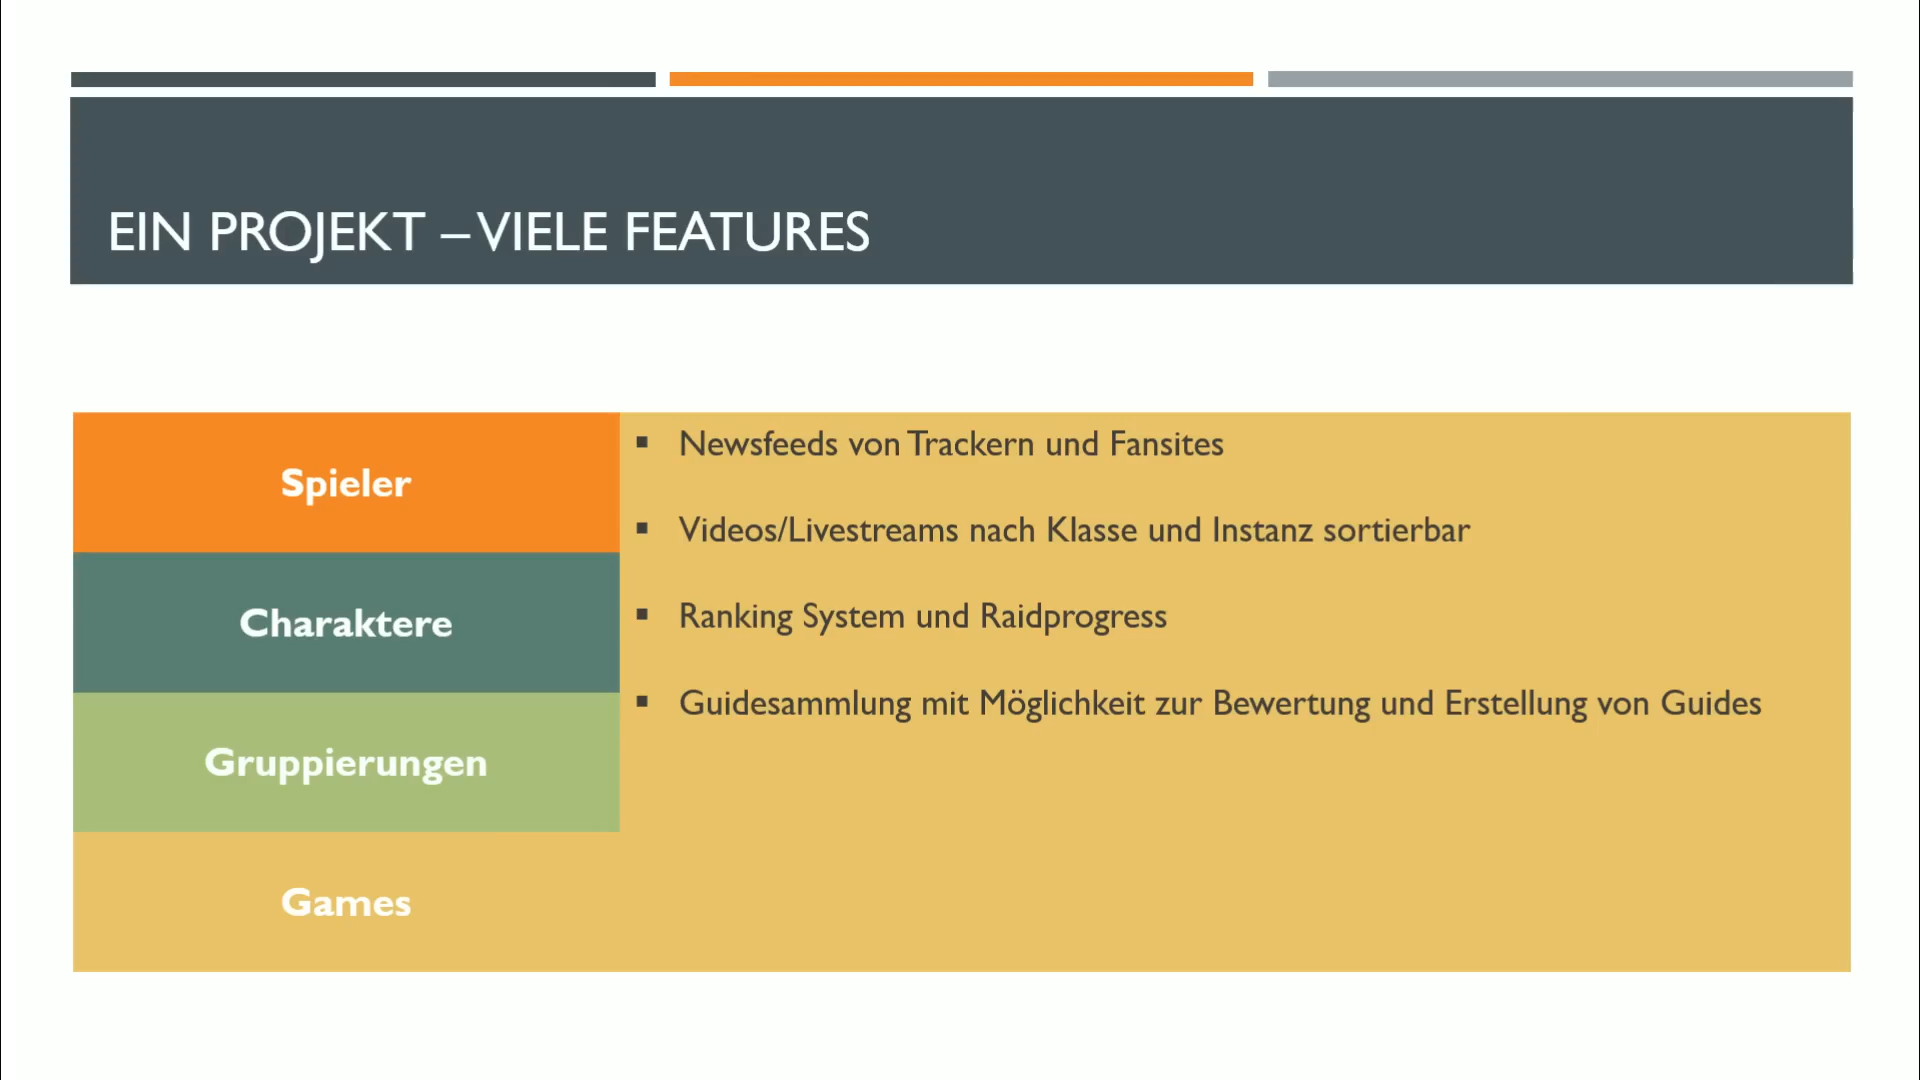 EIN PROJEKT – VIELE FEATURES
Spieler
Charaktere
Gruppierungen
Games
▪ Newsfeeds von Trackern und Fansites
▪ Videos/Livestreams nach Klasse und Instanz sortierbar
▪ Ranking System und Raidprogress
▪ Guidesammlung mit Möglichkeit zur Bewertung und Erstellung von Guides